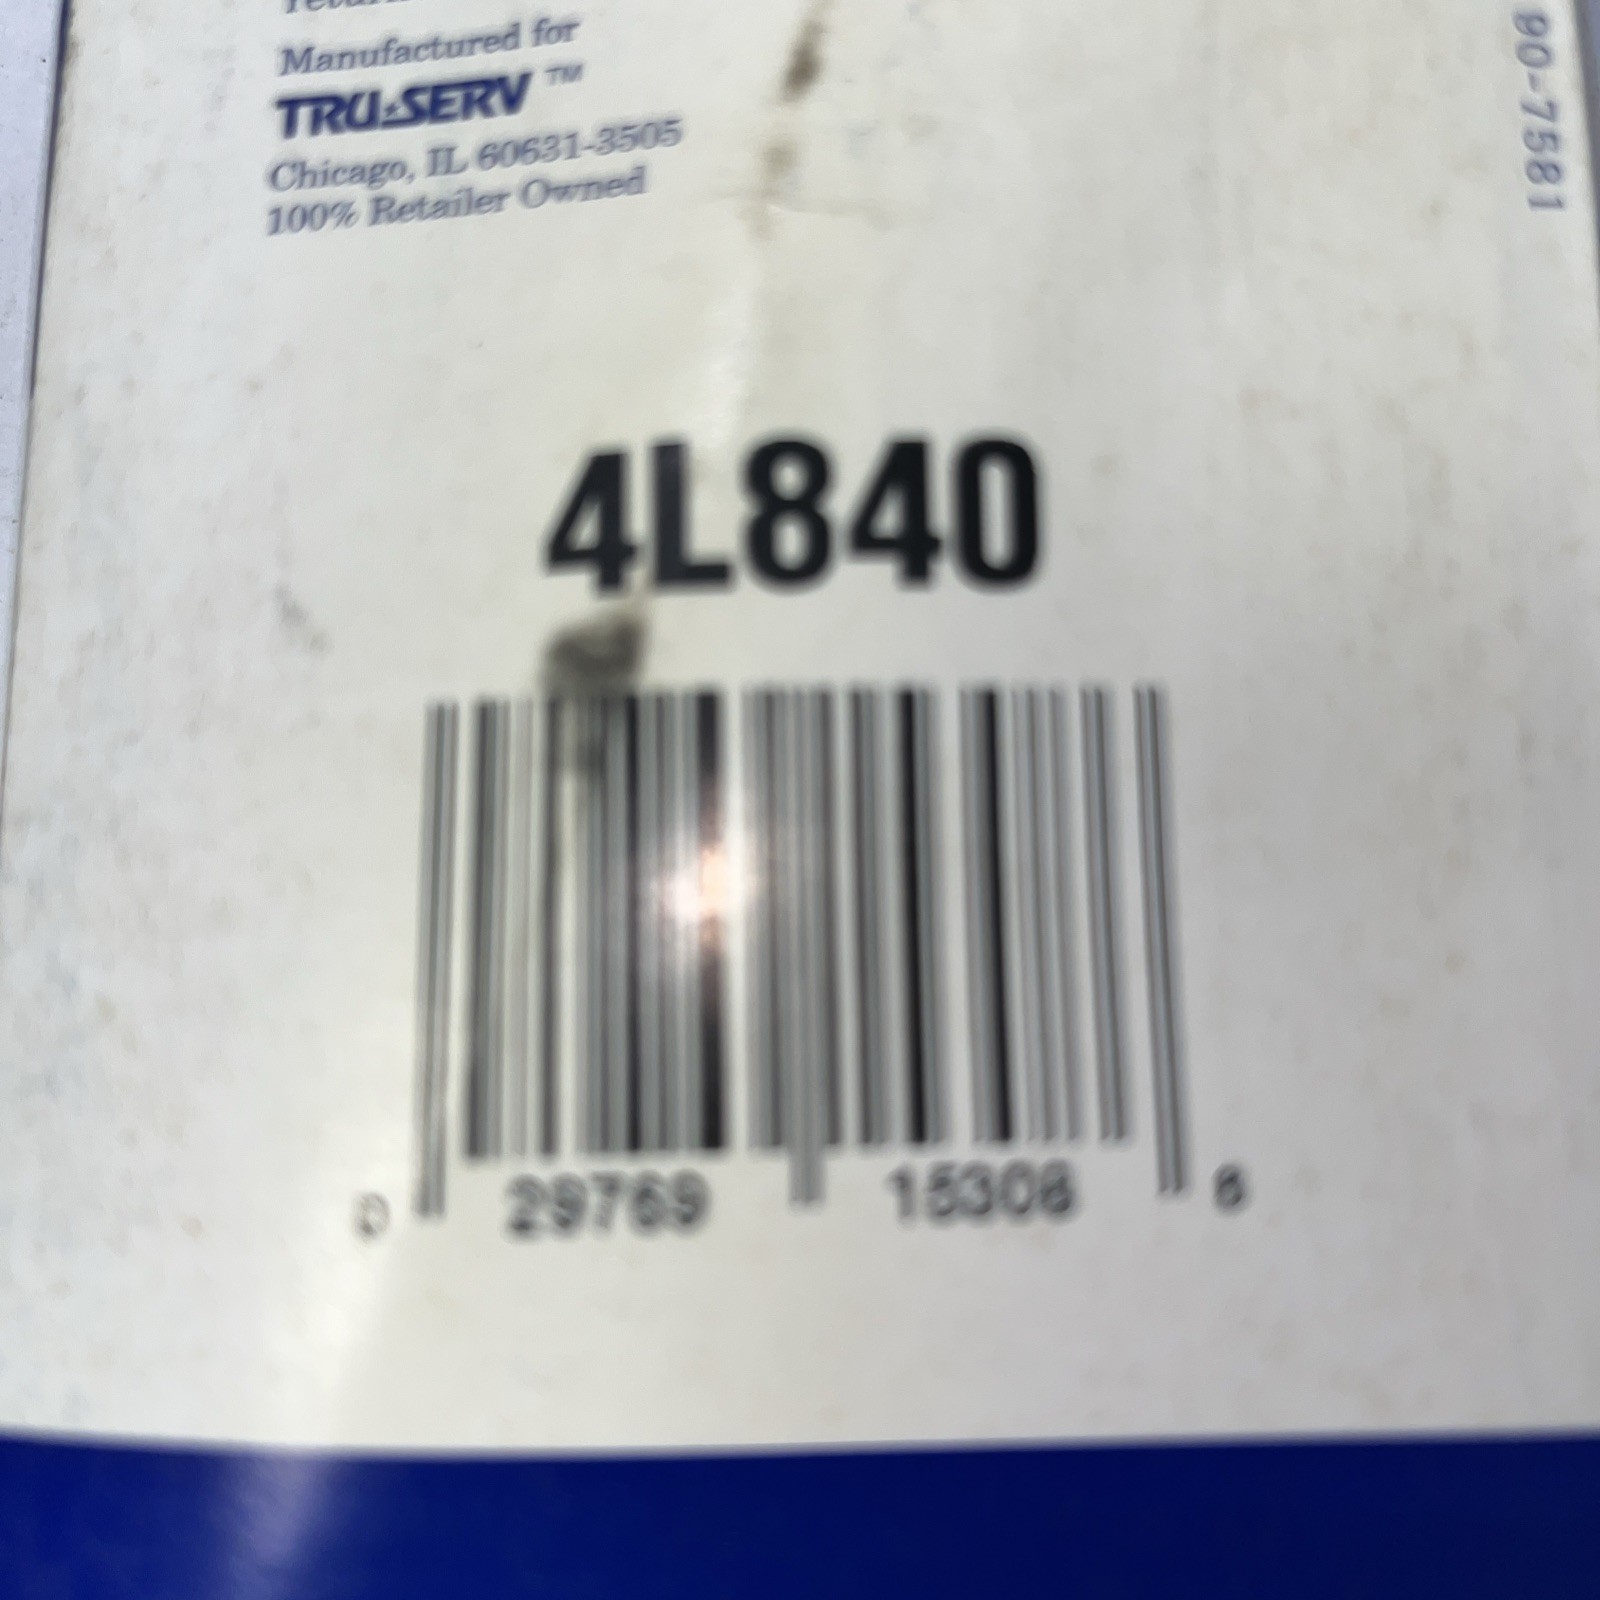 Manufactured for
TRU★SERV™
Chicago, IL 60631-3505
100% Retailer Owned
90-7581
4L840
0 29769 15308 6